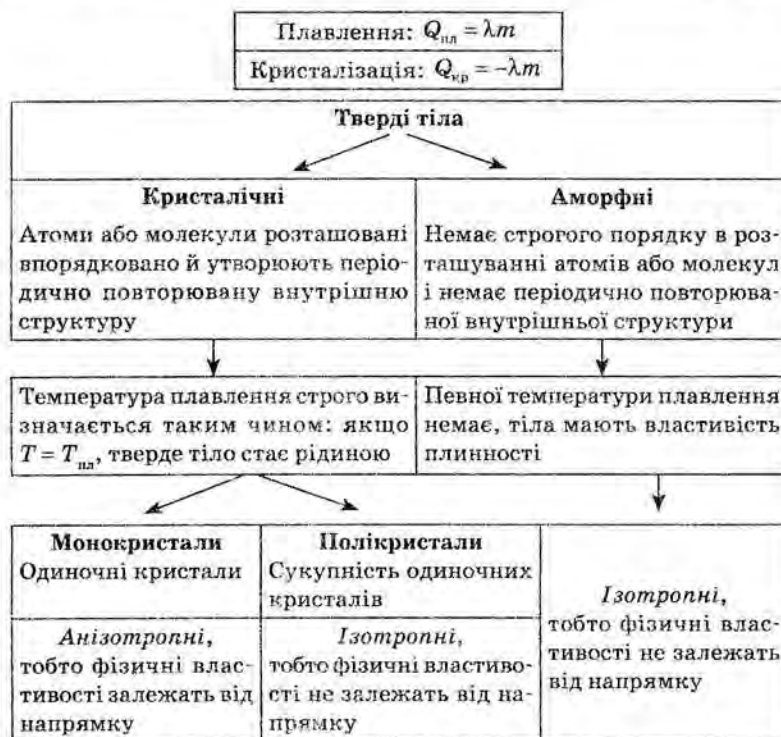 Плавлення: Qпл = λm
Кристалізація: Qкр = −λm
Тверді тіла
Кристалічні
Атоми або молекули розташовані
впорядковано й утворюють періо-
дично повторювану внутрішню
структуру
Аморфні
Немає строгого порядку в роз-
ташуванні атомів або молекул
і немає періодично повторюва-
ної внутрішньої структури
Температура плавлення строго ви-
значається таким чином: якщо
T = Tпл, тверде тіло стає рідиною
Певної температури плавлення
немає, тіла мають властивість
плинності
Монокристали
Одиночні кристали
Полікристали
Сукупність одиночних
кристалів
Анізотропні,
тобто фізичні влас-
тивості залежать від
напрямку
Ізотропні,
тобто фізичні властиво-
сті не залежать від на-
прямку
Ізотропні,
тобто фізичні влас-
тивості не залежать
від напрямку